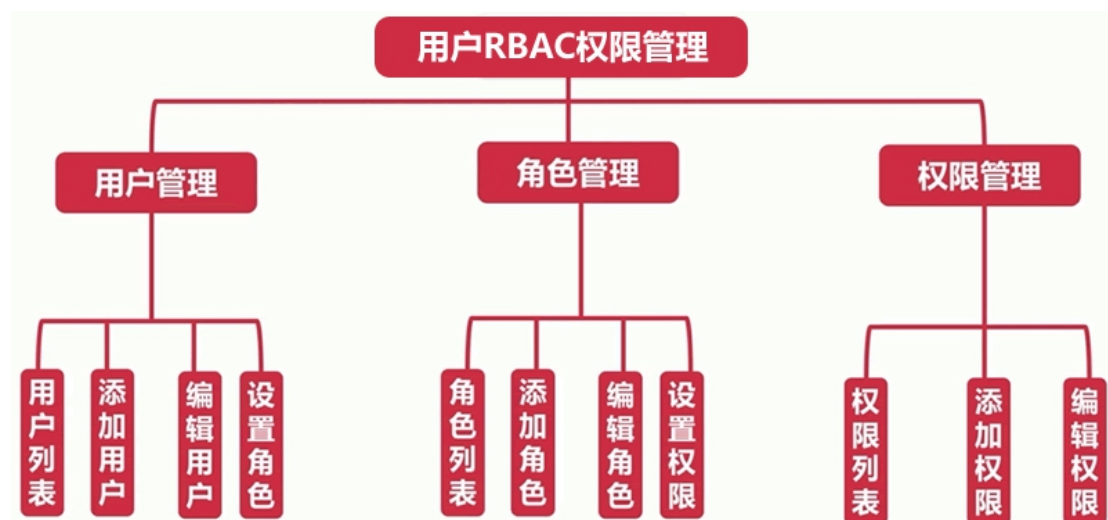 用户RBAC权限管理
用户管理
角色管理
权限管理
用户列表
添加用户
编辑用户
设置角色
角色列表
添加角色
编辑角色
设置权限
权限列表
添加权限
编辑权限